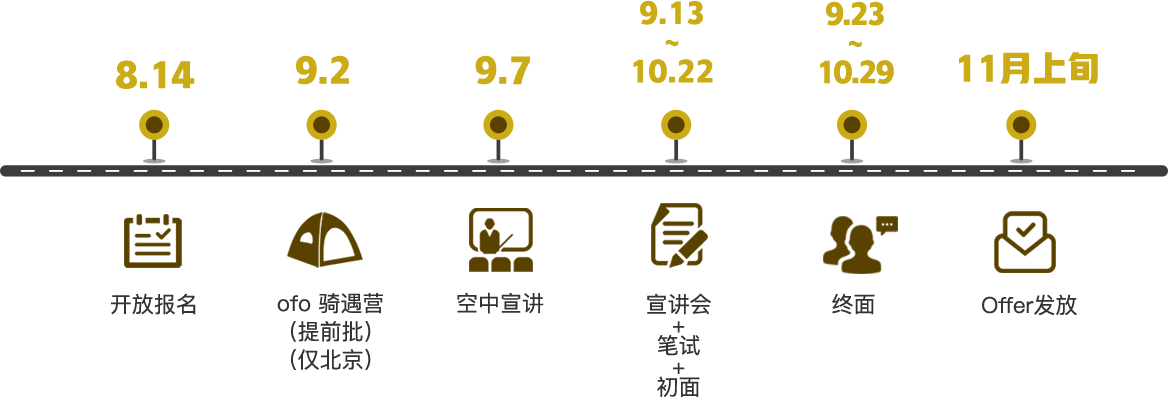 8.14
9.2
9.7
9.13
~
10.22
9.23
~
10.29
11月上旬
开放报名
ofo 骑遇营
（提前批）
（仅北京）
空中宣讲
宣讲会
+
笔试
+
初面
终面
Offer发放